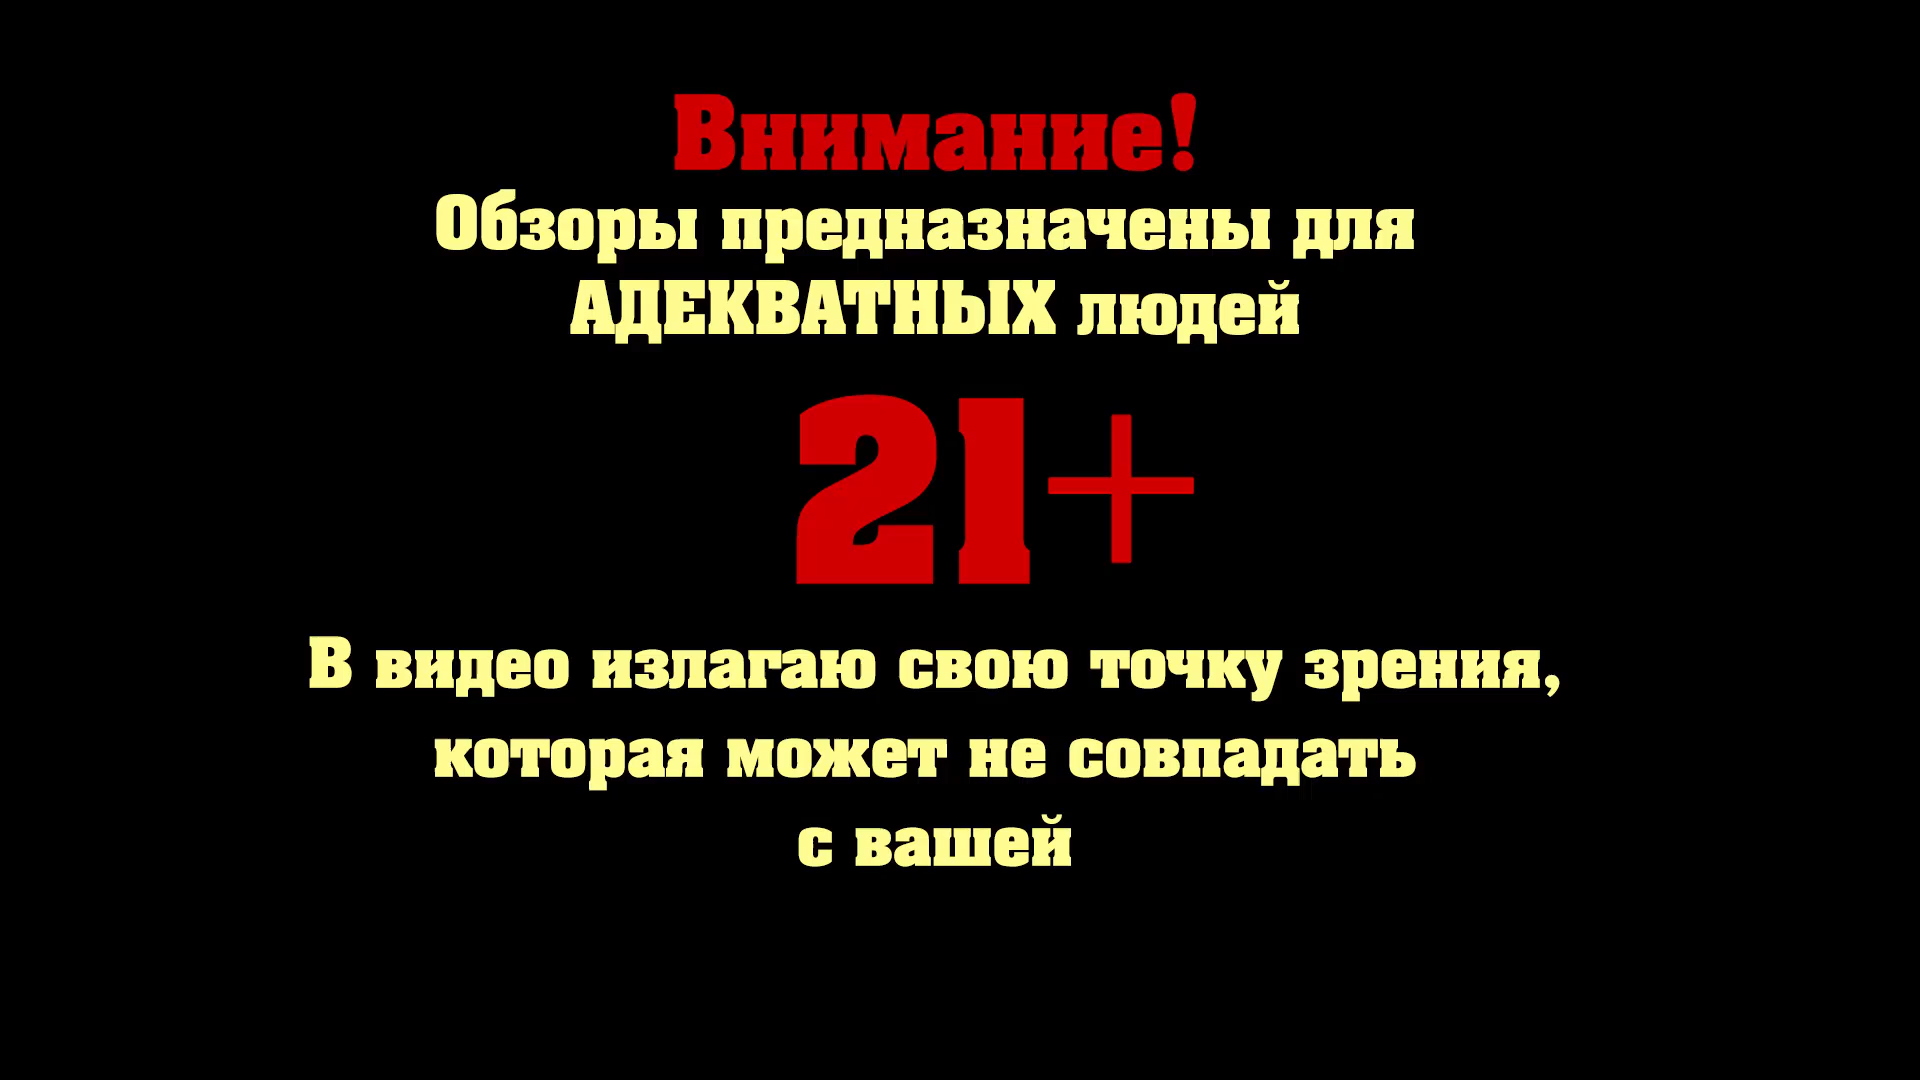 Внимание!
Обзоры предназначены для
АДЕКВАТНЫХ людей
21+
В видео излагаю свою точку зрения,
которая может не совпадать
с вашей